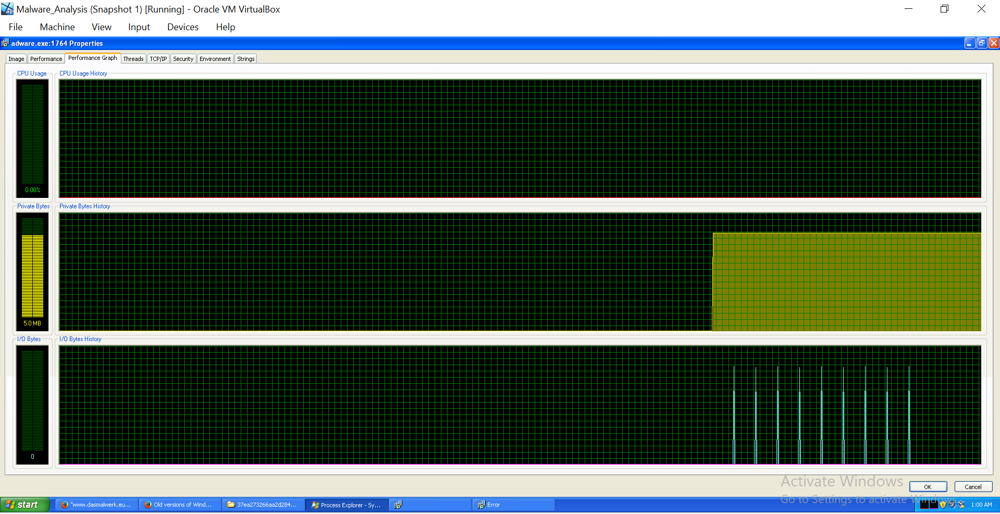 Malware_Analysis (Snapshot 1) [Running] - Oracle VM VirtualBox
File Machine View Input Devices Help
adware.exe:1764 Properties
Image Performance Performance Graph Threads TCP/IP Security Environment Strings
CPU Usage CPU Usage History
0.00%
Private Bytes Private Bytes History
5.0 MB
I/O Bytes I/O Bytes History
0
Activate Windows
Go to Settings to activate Windows.
OK Cancel
start "www.dasmalwerk.eu... Old versions of Wind... 37ea273266aa2d284... Process Explorer - Sy... Error 1:00 AM